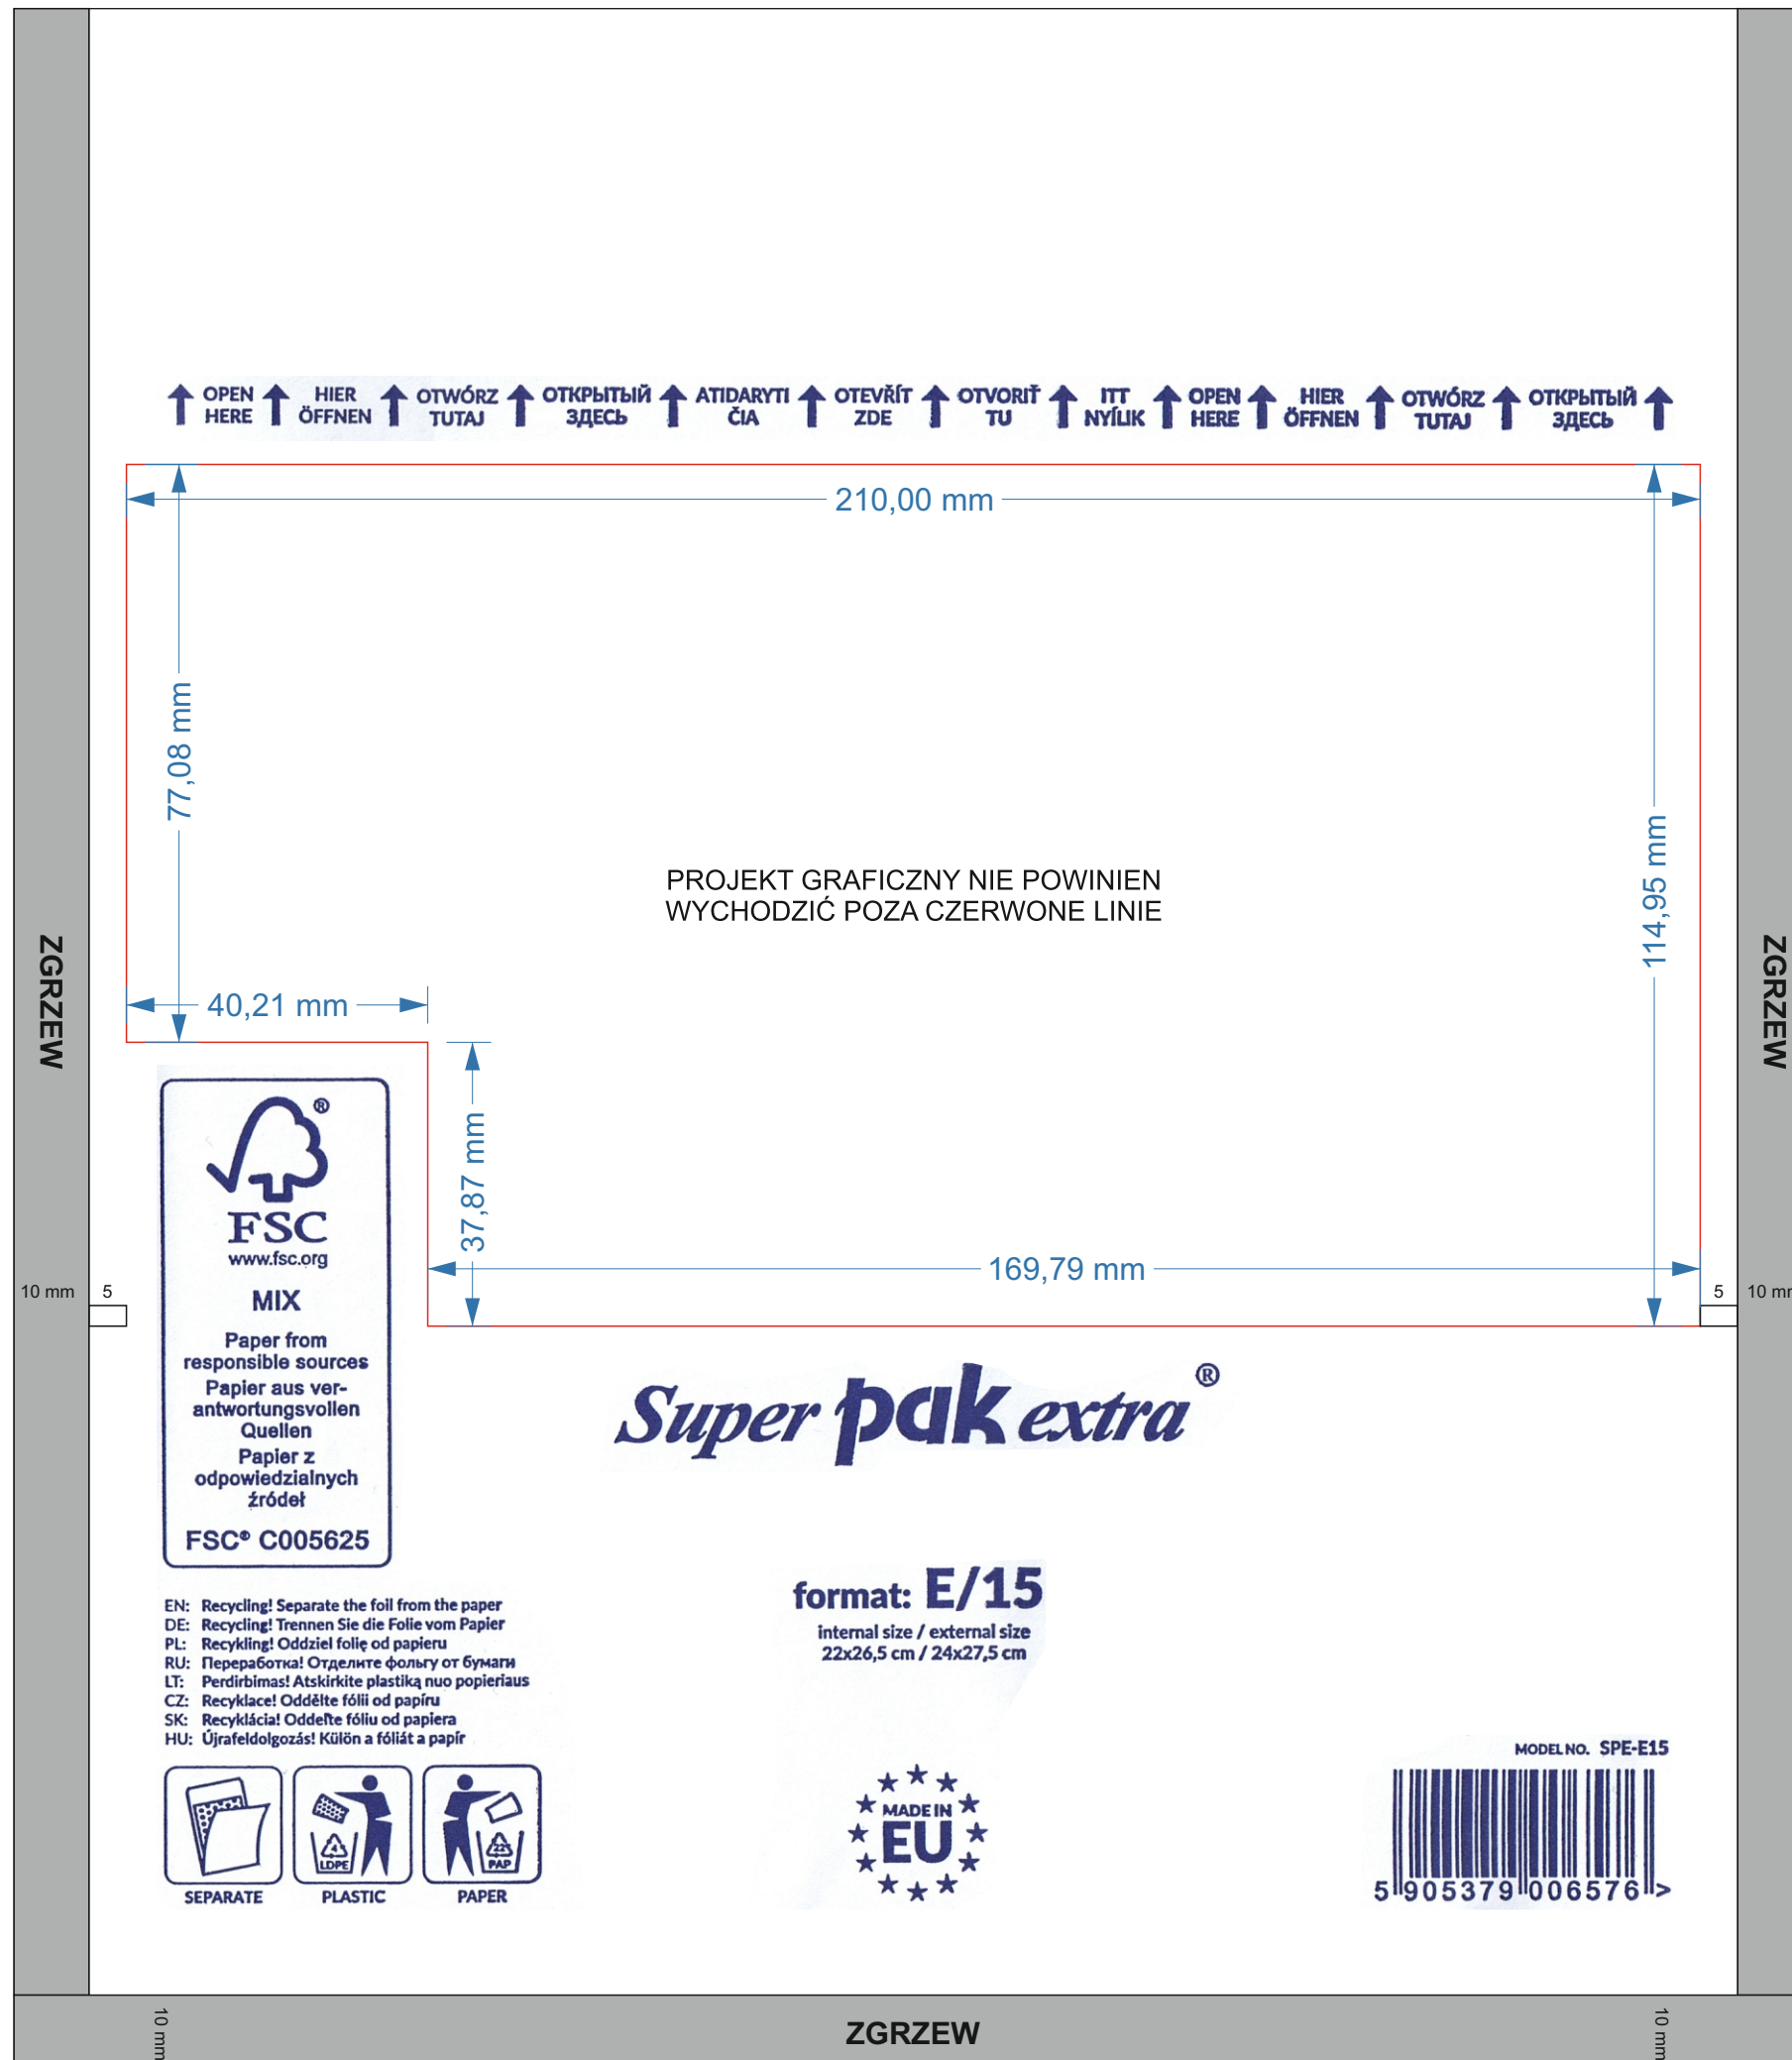 OPEN HERE
HIER ÖFFNEN
OTWÓRZ TUTAJ
ОТКРЫТЫЙ ЗДЕСЬ
ATIDARYTI ČIA
OTEVŘÍT ZDE
OTVORIŤ TU
ITT NYÍLIK
OPEN HERE
HIER ÖFFNEN
OTWÓRZ TUTAJ
ОТКРЫТЫЙ ЗДЕСЬ
210,00 mm
77,08 mm
114,95 mm
PROJEKT GRAFICZNY NIE POWINIEN
WYCHODZIĆ POZA CZERWONE LINIE
ZGRZEW
ZGRZEW
40,21 mm
37,87 mm
169,79 mm
10 mm
5
5
10 mm
®
FSC
www.fsc.org
MIX
Paper from
responsible sources
Papier aus ver-
antwortungsvollen
Quellen
Papier z
odpowiedzialnych
źródeł
FSC® C005625
Super pak extra®
format: E/15
internal size / external size
22x26,5 cm / 24x27,5 cm
EN: Recycling! Separate the foil from the paper
DE: Recycling! Trennen Sie die Folie vom Papier
PL: Recykling! Oddziel folię od papieru
RU: Переработка! Отделите фольгу от бумаги
LT: Perdirbimas! Atskirkite plastiką nuo popieriaus
CZ: Recyklace! Oddělte fólii od papíru
SK: Recyklácia! Oddeľte fóliu od papiera
HU: Újrafeldolgozás! Külön a fóliát a papír
4
LDPE
22
PAP
SEPARATE
PLASTIC
PAPER
MADE IN
EU
MODEL NO. SPE-E15
5 905379 006576 >
10 mm
ZGRZEW
10 mm